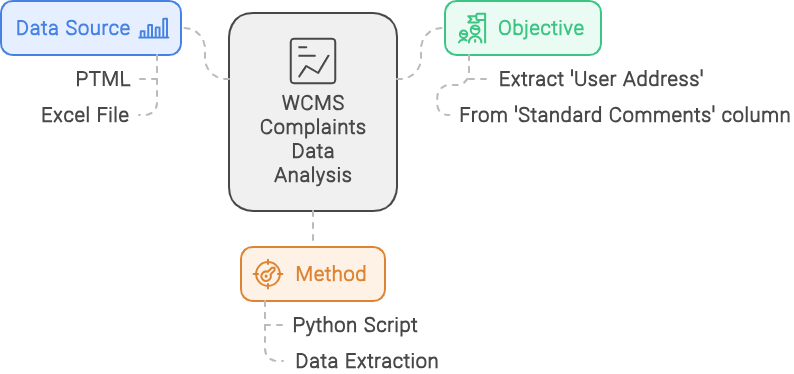 Data Source
PTML
Excel File
WCMS
Complaints
Data
Analysis
Objective
Extract 'User Address'
From 'Standard Comments' column
Method
Python Script
Data Extraction